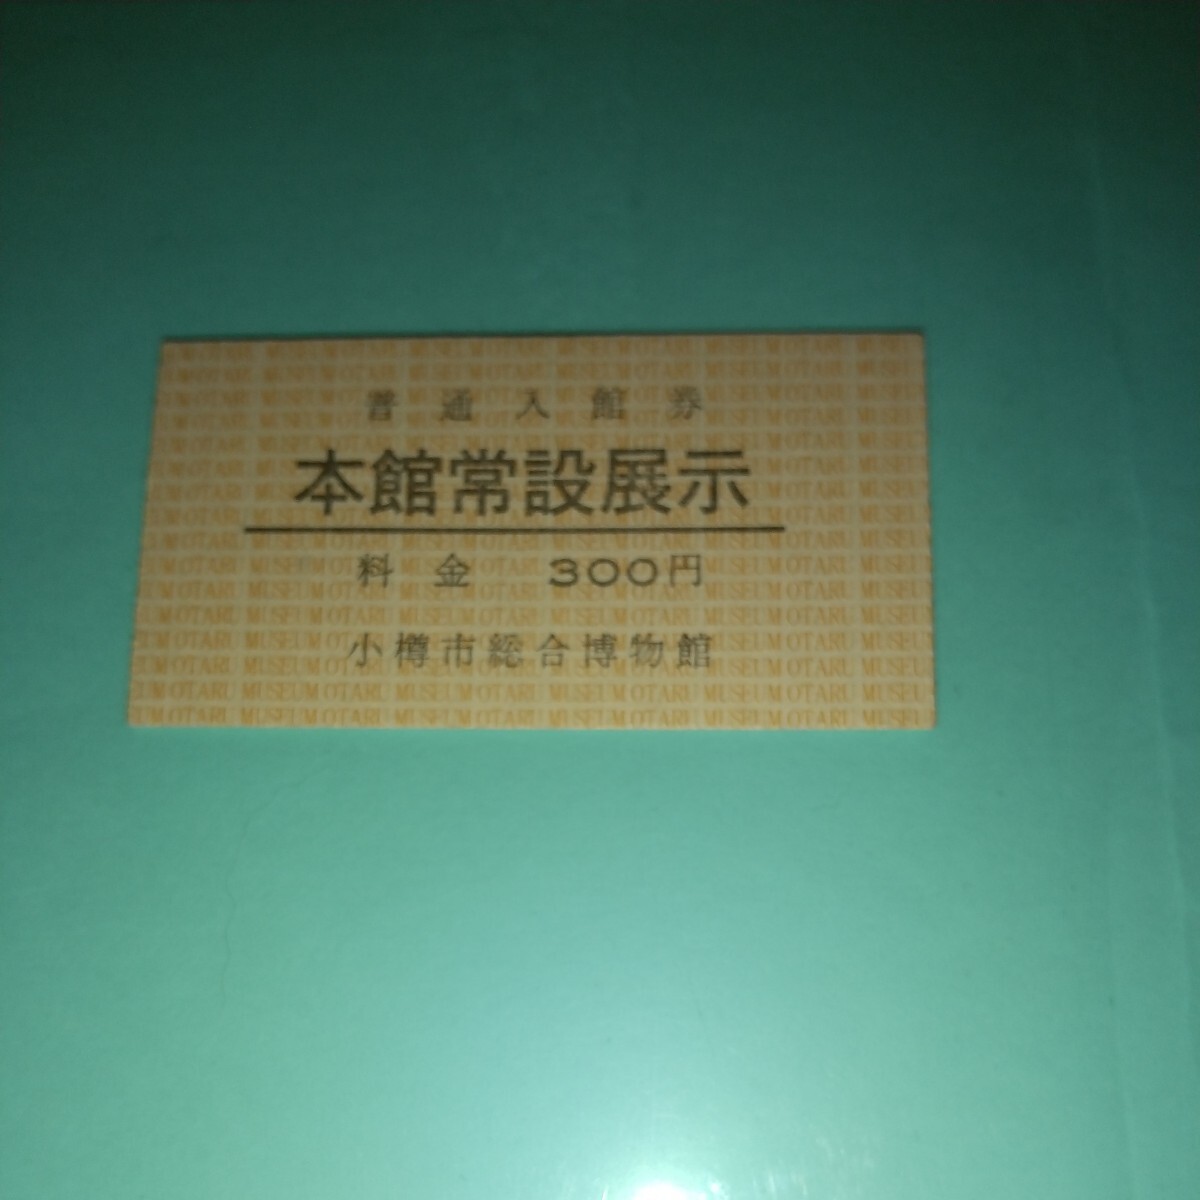 普通入館券
本館常設展示
料金 300円
小樽市総合博物館